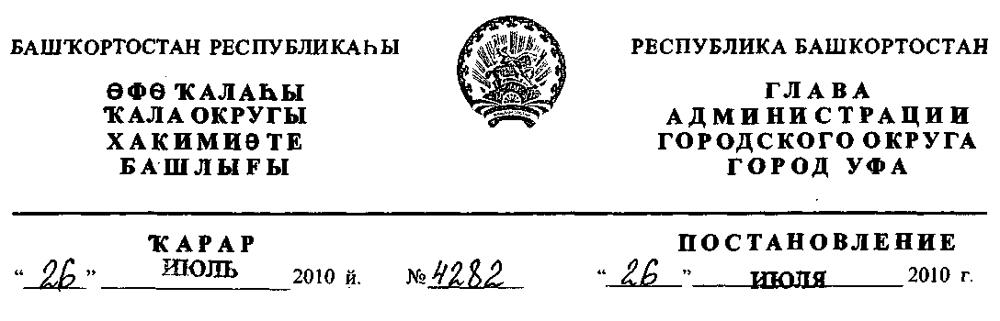 БАШҠОРТОСТАН РЕСПУБЛИКАҺЫ
ӨФӨ ҠАЛАҺЫ
ҠАЛА ОКРУГЫ
ХАКИМИӘТЕ
БАШЛЫҒЫ
РЕСПУБЛИКА БАШКОРТОСТАН
ГЛАВА
АДМИНИСТРАЦИИ
ГОРОДСКОГО ОКРУГА
ГОРОД УФА
ҠАРАР
“26” ИЮЛЬ 2010 й.
№ 4282
ПОСТАНОВЛЕНИЕ
“26” ИЮЛЯ 2010 г.